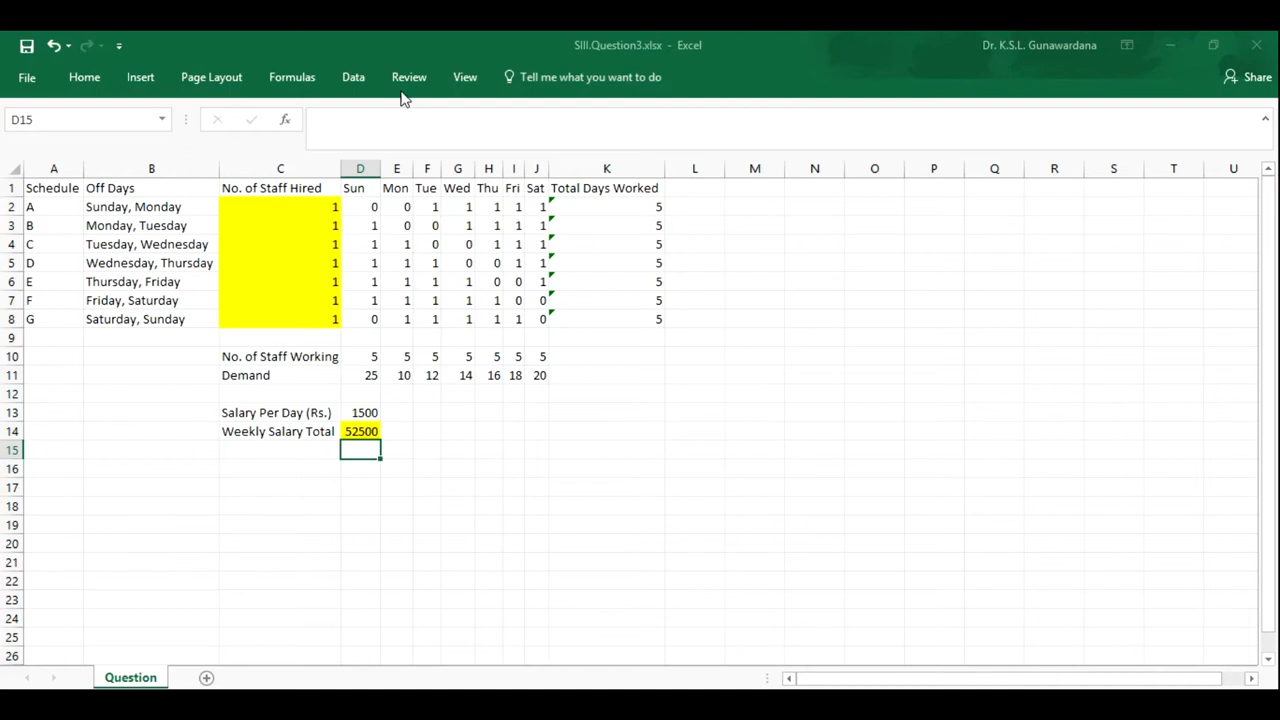 SIII.Question3.xlsx - Excel
Dr. K.S.L. Gunawardana
File Home Insert Page Layout Formulas Data Review View Tell me what you want to do Share
D15 fx
A B C D E F G H I J K L M N O P Q R S T U
1 Schedule Off Days No. of Staff Hired Sun Mon Tue Wed Thu Fri Sat Total Days Worked
2 A Sunday, Monday 1 0 0 1 1 1 1 1 5
3 B Monday, Tuesday 1 1 0 0 1 1 1 1 5
4 C Tuesday, Wednesday 1 1 1 0 0 1 1 1 5
5 D Wednesday, Thursday 1 1 1 1 0 0 1 1 5
6 E Thursday, Friday 1 1 1 1 1 0 0 1 5
7 F Friday, Saturday 1 1 1 1 1 1 0 0 5
8 G Saturday, Sunday 1 0 1 1 1 1 1 0 5
9
10 No. of Staff Working 5 5 5 5 5 5 5
11 Demand 25 10 12 14 16 18 20
12
13 Salary Per Day (Rs.) 1500
14 Weekly Salary Total 52500
15
16
17
18
19
20
21
22
23
24
25
26
Question